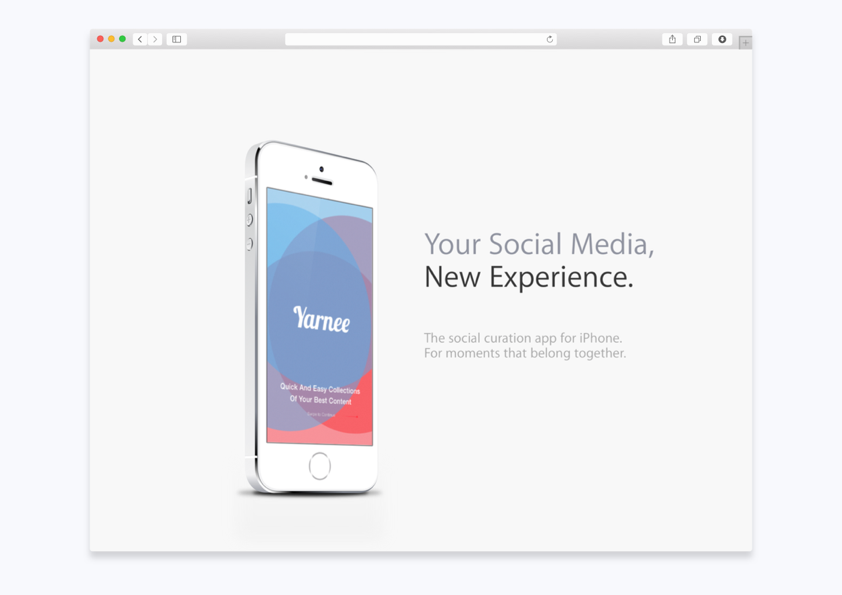 Yarnee
Quick And Easy Collections
Of Your Best Content
Your Social Media,
New Experience.
The social curation app for iPhone.
For moments that belong together.